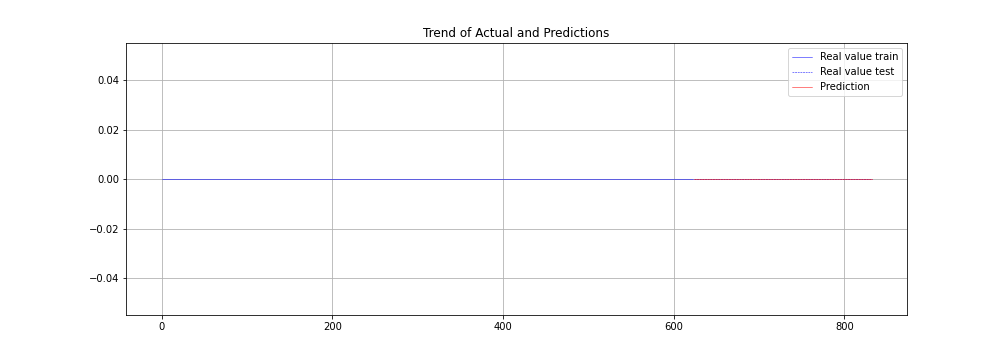 Trend of Actual and Predictions
Real value train
Real value test
Prediction
0.04
0.02
0.00
−0.02
−0.04
0 200 400 600 800